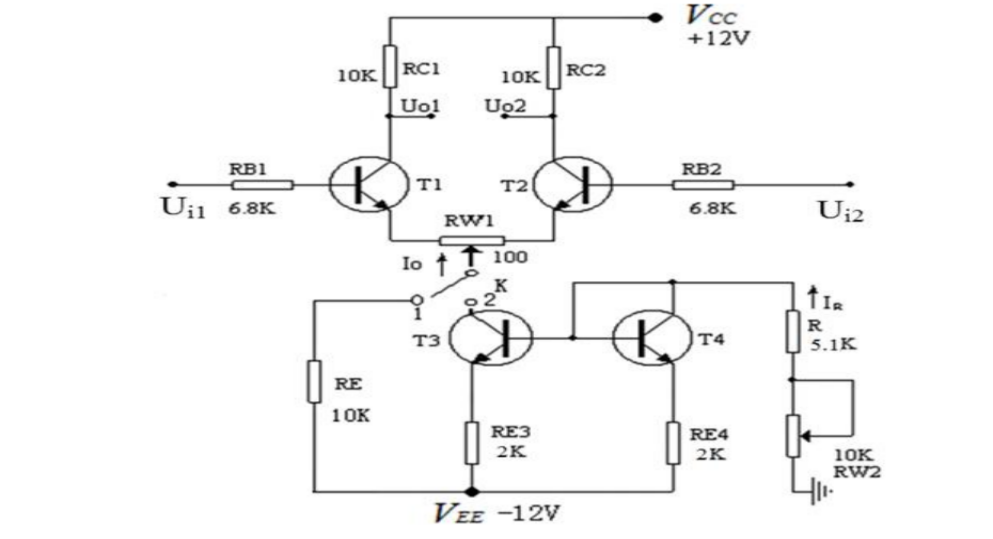 VCC
+12V
10K RC1
10K RC2
Uo1 Uo2
RB1
RB2
T1 T2
Ui1 6.8K
6.8K Ui2
RW1
100
Io
K
1
2
IR
R
5.1K
T3
T4
RE
10K
RE3
2K
RE4
2K
10K
RW2
VEE -12V